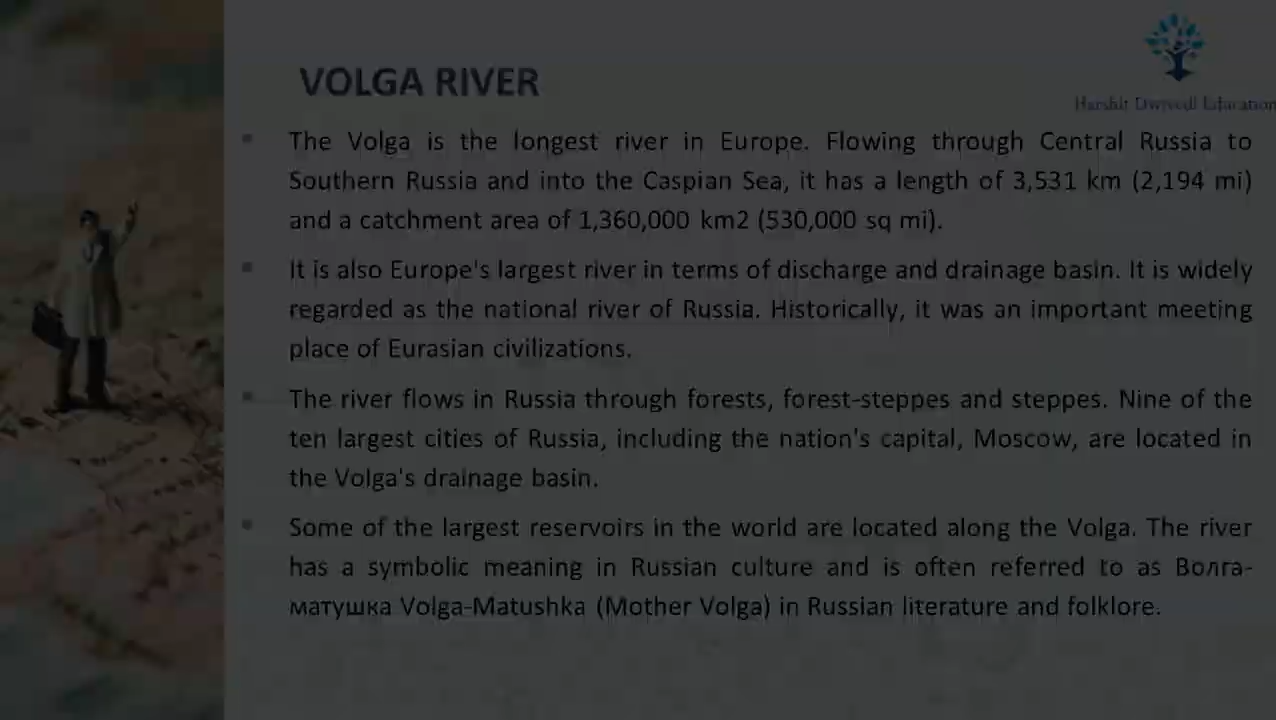 VOLGA RIVER
Harshit Dwivedi Education
The Volga is the longest river in Europe. Flowing through Central Russia to
Southern Russia and into the Caspian Sea, it has a length of 3,531 km (2,194 mi)
and a catchment area of 1,360,000 km2 (530,000 sq mi).
It is also Europe's largest river in terms of discharge and drainage basin. It is widely
regarded as the national river of Russia. Historically, it was an important meeting
place of Eurasian civilizations.
The river flows in Russia through forests, forest-steppes and steppes. Nine of the
ten largest cities of Russia, including the nation's capital, Moscow, are located in
the Volga's drainage basin.
Some of the largest reservoirs in the world are located along the Volga. The river
has a symbolic meaning in Russian culture and is often referred to as Волга-
матушка Volga-Matushka (Mother Volga) in Russian literature and folklore.